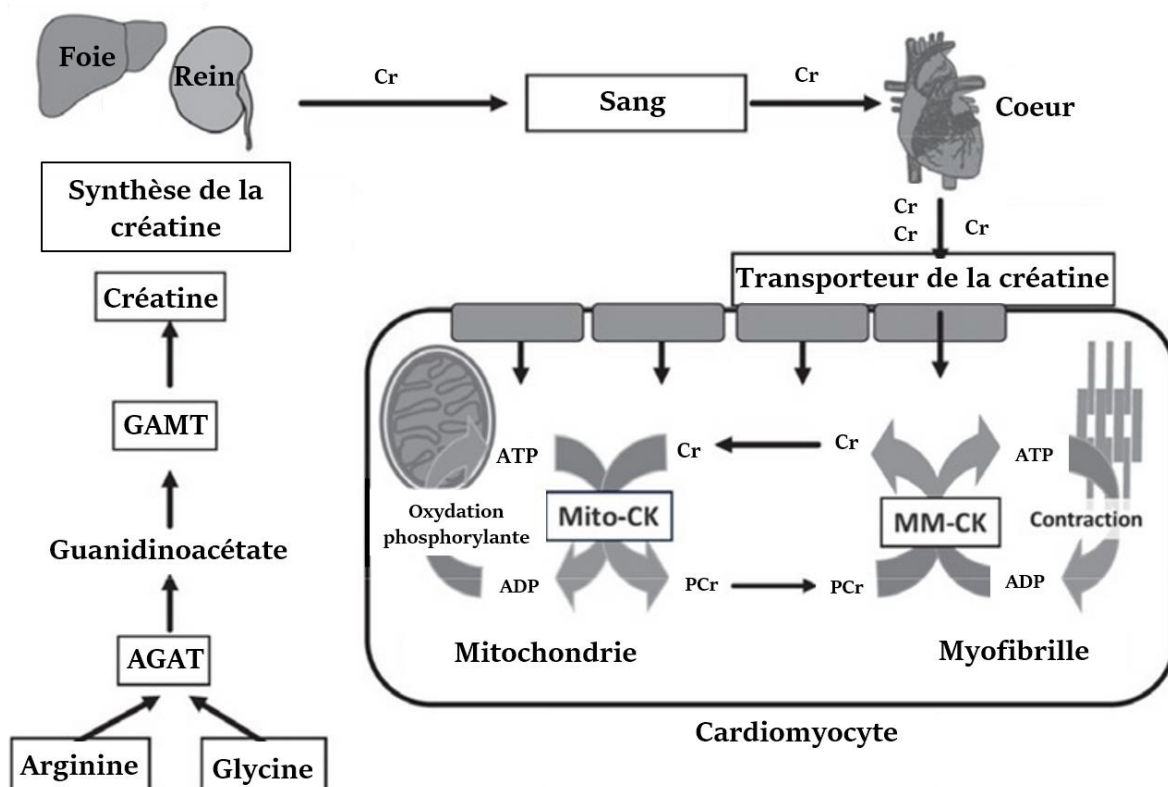 Foie
Rein
Cr
Sang
Cr
Coeur
Synthèse de la
créatine
Cr
Cr
Cr
Transporteur de la créatine
Créatine
GAMT
Guanidinoacétate
AGAT
Arginine
Glycine
ATP
Cr
Cr
ATP
Oxydation
phosphorylante
Mito-CK
MM-CK
Contraction
ADP
PCr
PCr
ADP
Mitochondrie
Myofibrille
Cardiomyocyte